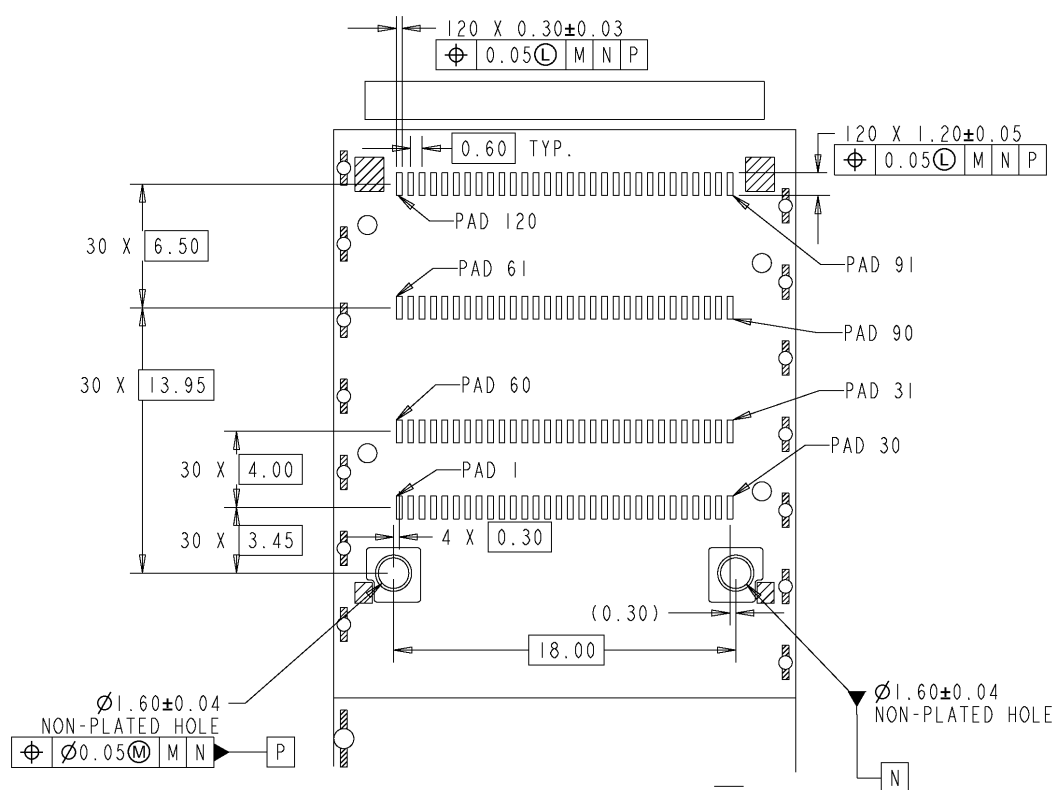 120 X 0.30±0.03
⌖ 0.05Ⓛ M N P
0.60 TYP.
120 X 1.20±0.05
⌖ 0.05Ⓛ M N P
PAD 120
30 X 6.50
PAD 91
PAD 61
PAD 90
30 X 13.95
PAD 60
PAD 31
PAD 30
30 X 4.00
PAD 1
30 X 3.45
4 X 0.30
(0.30)
18.00
Ø1.60±0.04
NON-PLATED HOLE
⌖ Ø0.05Ⓜ M N
P
Ø1.60±0.04
NON-PLATED HOLE
N